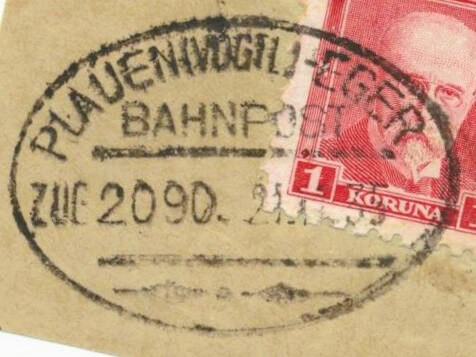 PLAUEN (VOGTL.)-EGER
BAHNPOST
ZUG 2090.
1 KORUNA